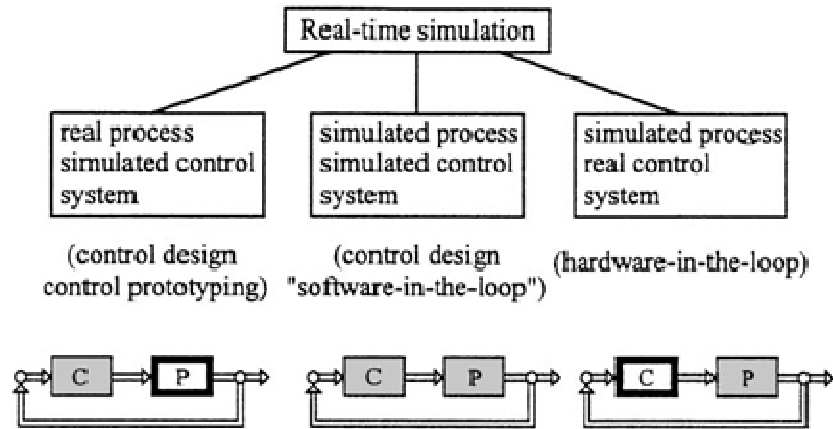 Real-time simulation
real process
simulated control
system
simulated process
simulated control
system
simulated process
real control
system
(control design
control prototyping)
(control design
"software-in-the-loop")
(hardware-in-the-loop)
C
P
C
P
C
P